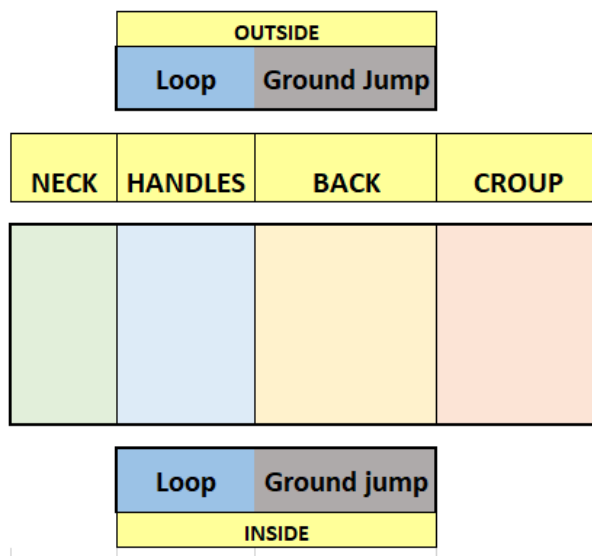 OUTSIDE
Loop Ground Jump
NECK HANDLES BACK CROUP
Loop Ground jump
INSIDE